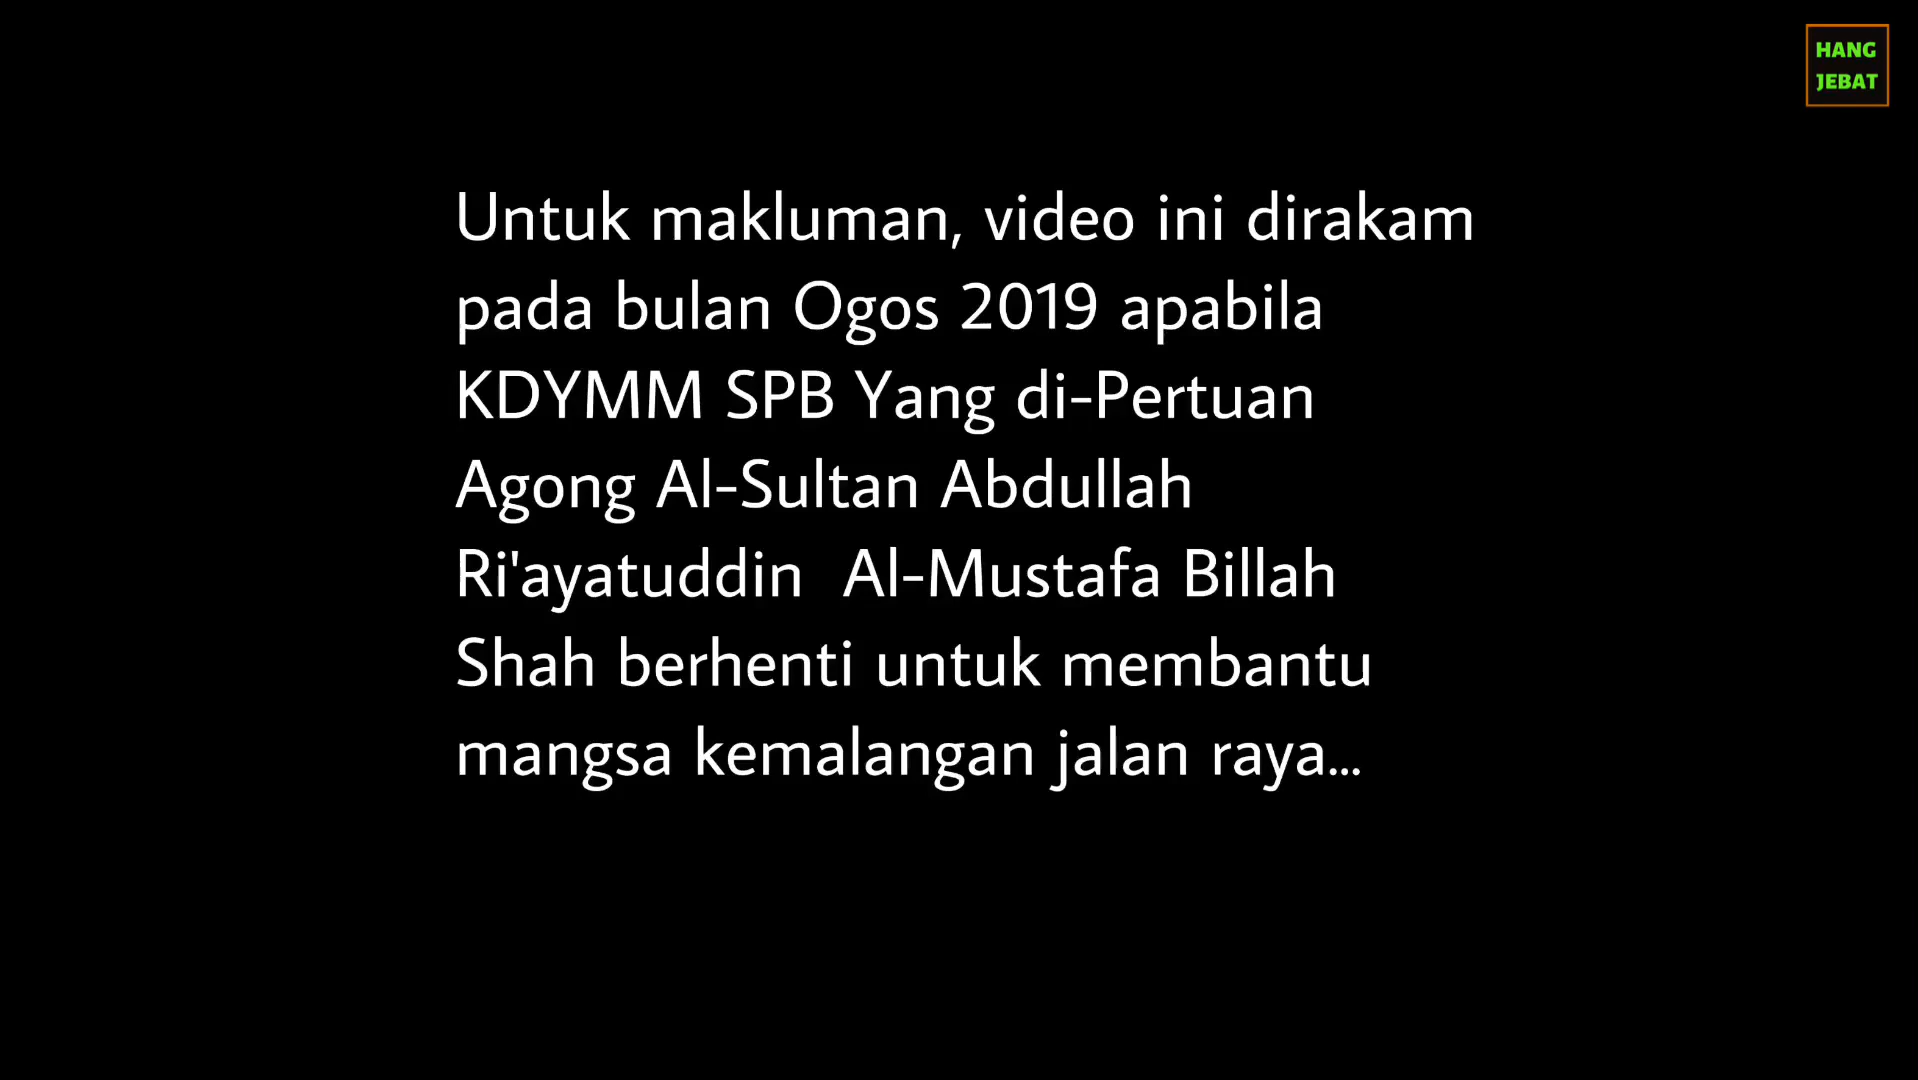 HANG
JEBAT
Untuk makluman, video ini dirakam
pada bulan Ogos 2019 apabila
KDYMM SPB Yang di-Pertuan
Agong Al-Sultan Abdullah
Ri'ayatuddin  Al-Mustafa Billah
Shah berhenti untuk membantu
mangsa kemalangan jalan raya...